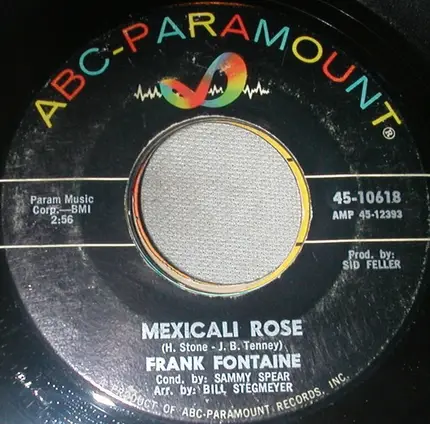 ABC-PARAMOUNT®
Param Music
Corp.—BMI
2:56
45-10618
AMP 45-12393
Prod. by:
SID FELLER
MEXICALI ROSE
(H. Stone - J. B. Tenney)
FRANK FONTAINE
Cond. by: SAMMY SPEAR
Arr. by: BILL STEGMEYER
PRODUCT OF ABC-PARAMOUNT RECORDS, INC.